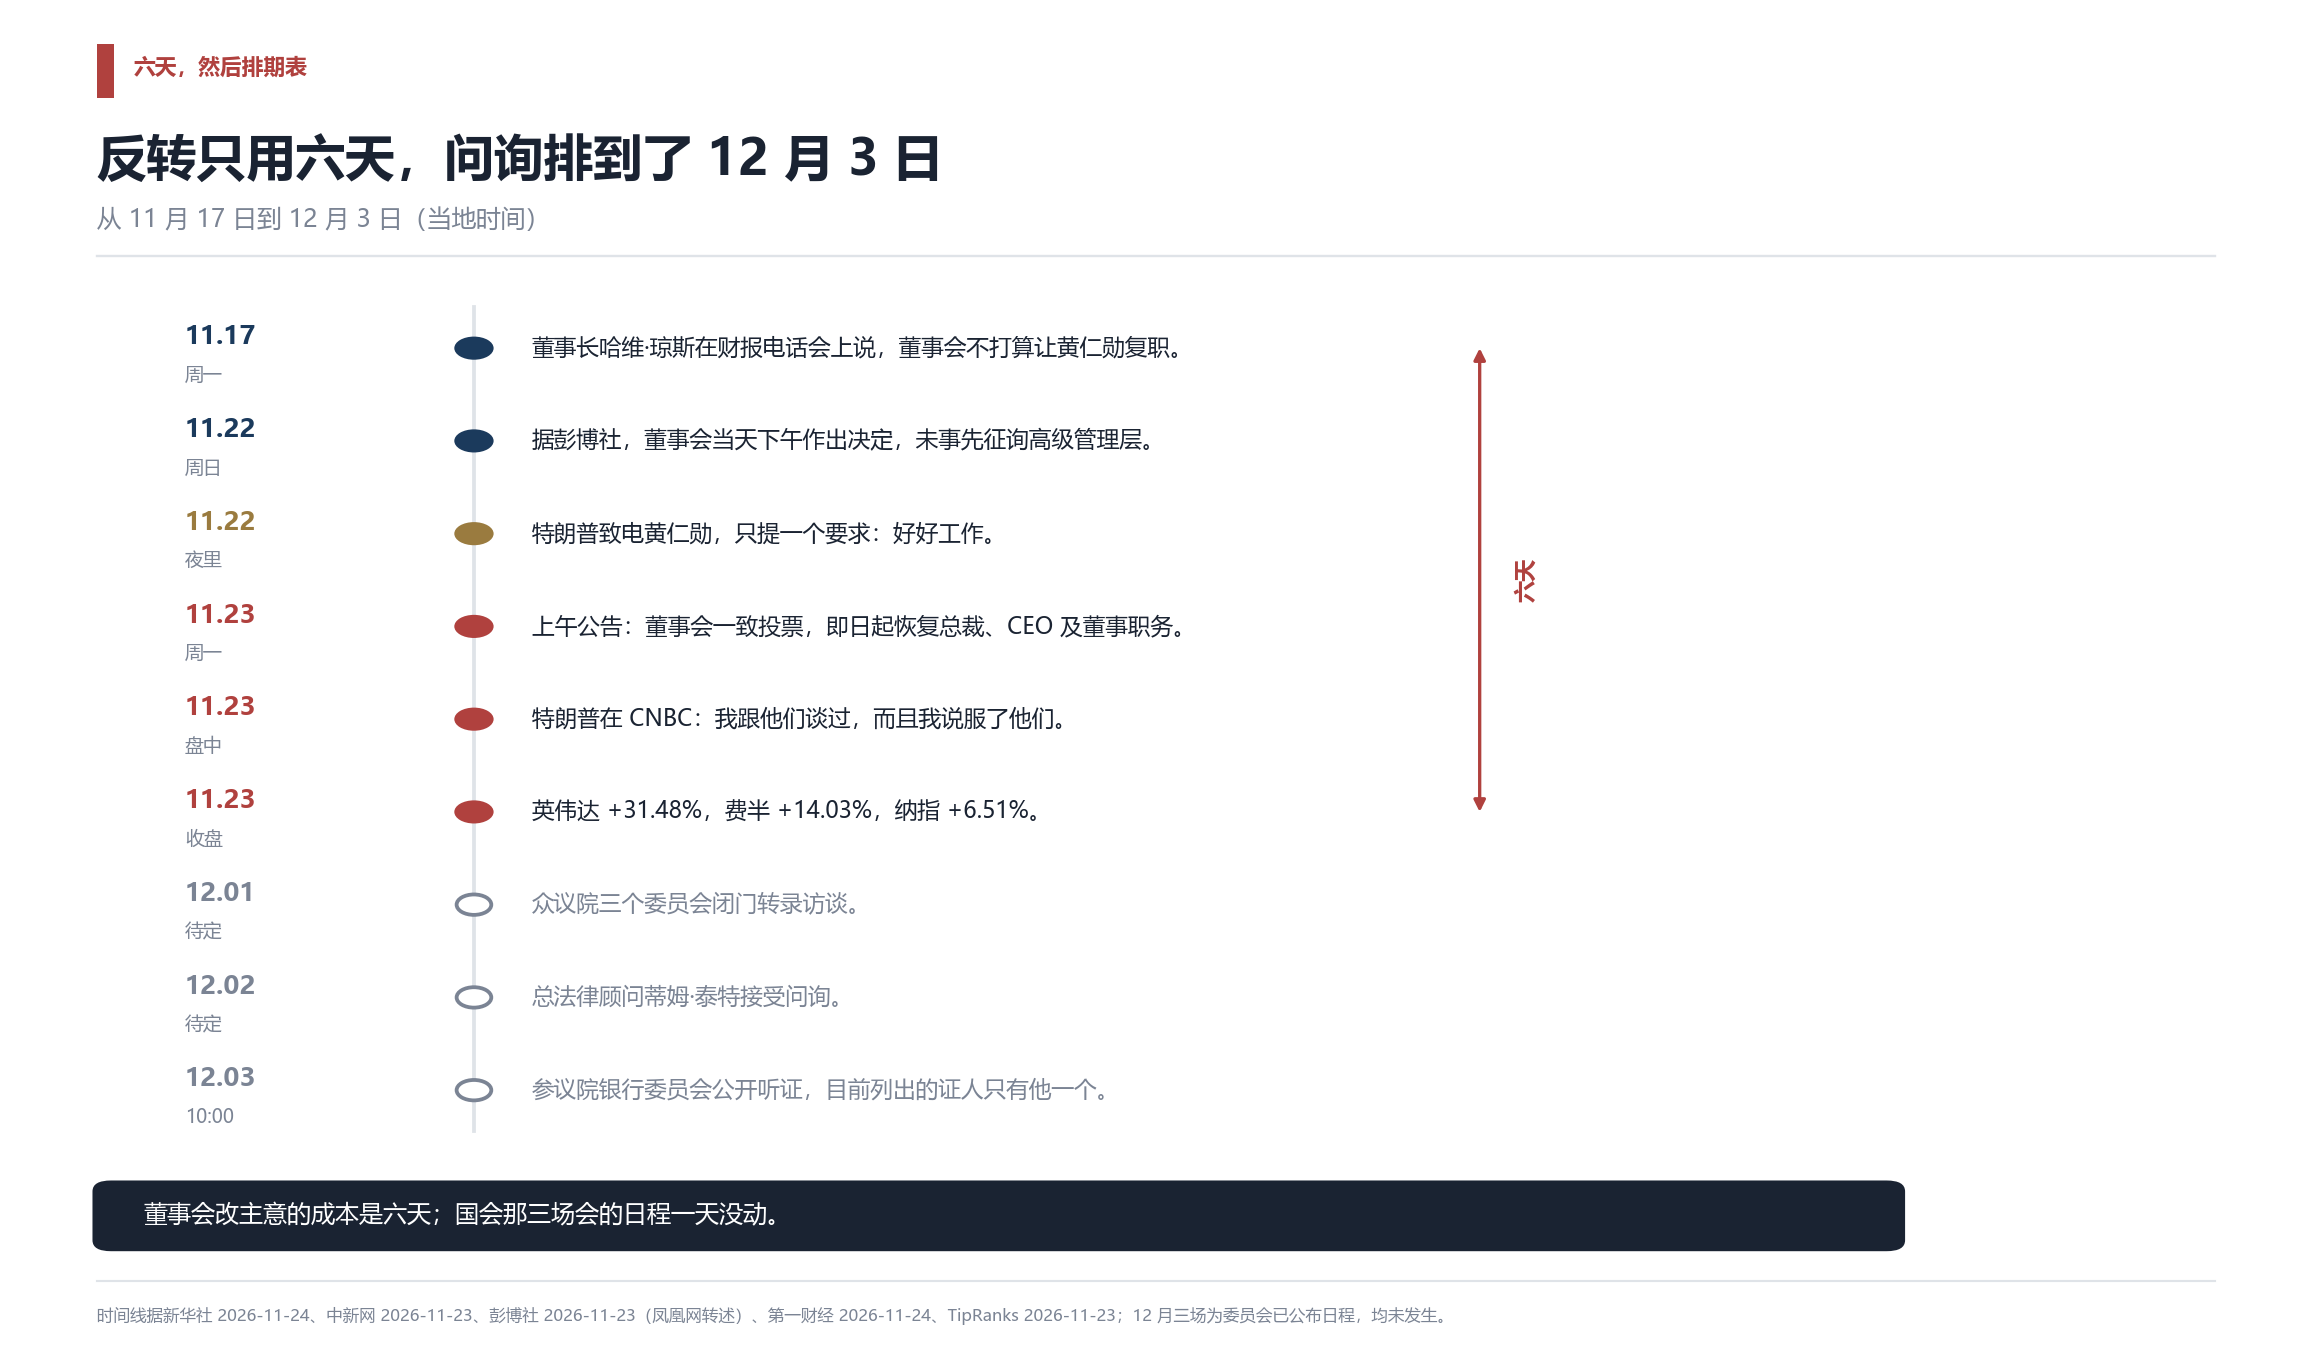 六天，然后排期表
反转只用六天，问询排到了 12 月 3 日
从 11 月 17 日到 12 月 3 日（当地时间）
11.17
周一
董事长哈维·琼斯在财报电话会上说，董事会不打算让黄仁勋复职。
11.22
周日
据彭博社，董事会当天下午作出决定，未事先征询高级管理层。
11.22
夜里
特朗普致电黄仁勋，只提一个要求：好好工作。
11.23
周一
上午公告：董事会一致投票，即日起恢复总裁、CEO 及董事职务。
11.23
盘中
特朗普在 CNBC：我跟他们谈过，而且我说服了他们。
11.23
收盘
英伟达 +31.48%，费半 +14.03%，纳指 +6.51%。
六天
12.01
待定
众议院三个委员会闭门转录访谈。
12.02
待定
总法律顾问蒂姆·泰特接受问询。
12.03
10:00
参议院银行委员会公开听证，目前列出的证人只有他一个。
董事会改主意的成本是六天；国会那三场会的日程一天没动。
时间线据新华社 2026-11-24、中新网 2026-11-23、彭博社 2026-11-23（凤凰网转述）、第一财经 2026-11-24、TipRanks 2026-11-23；12 月三场为委员会已公布日程，均未发生。